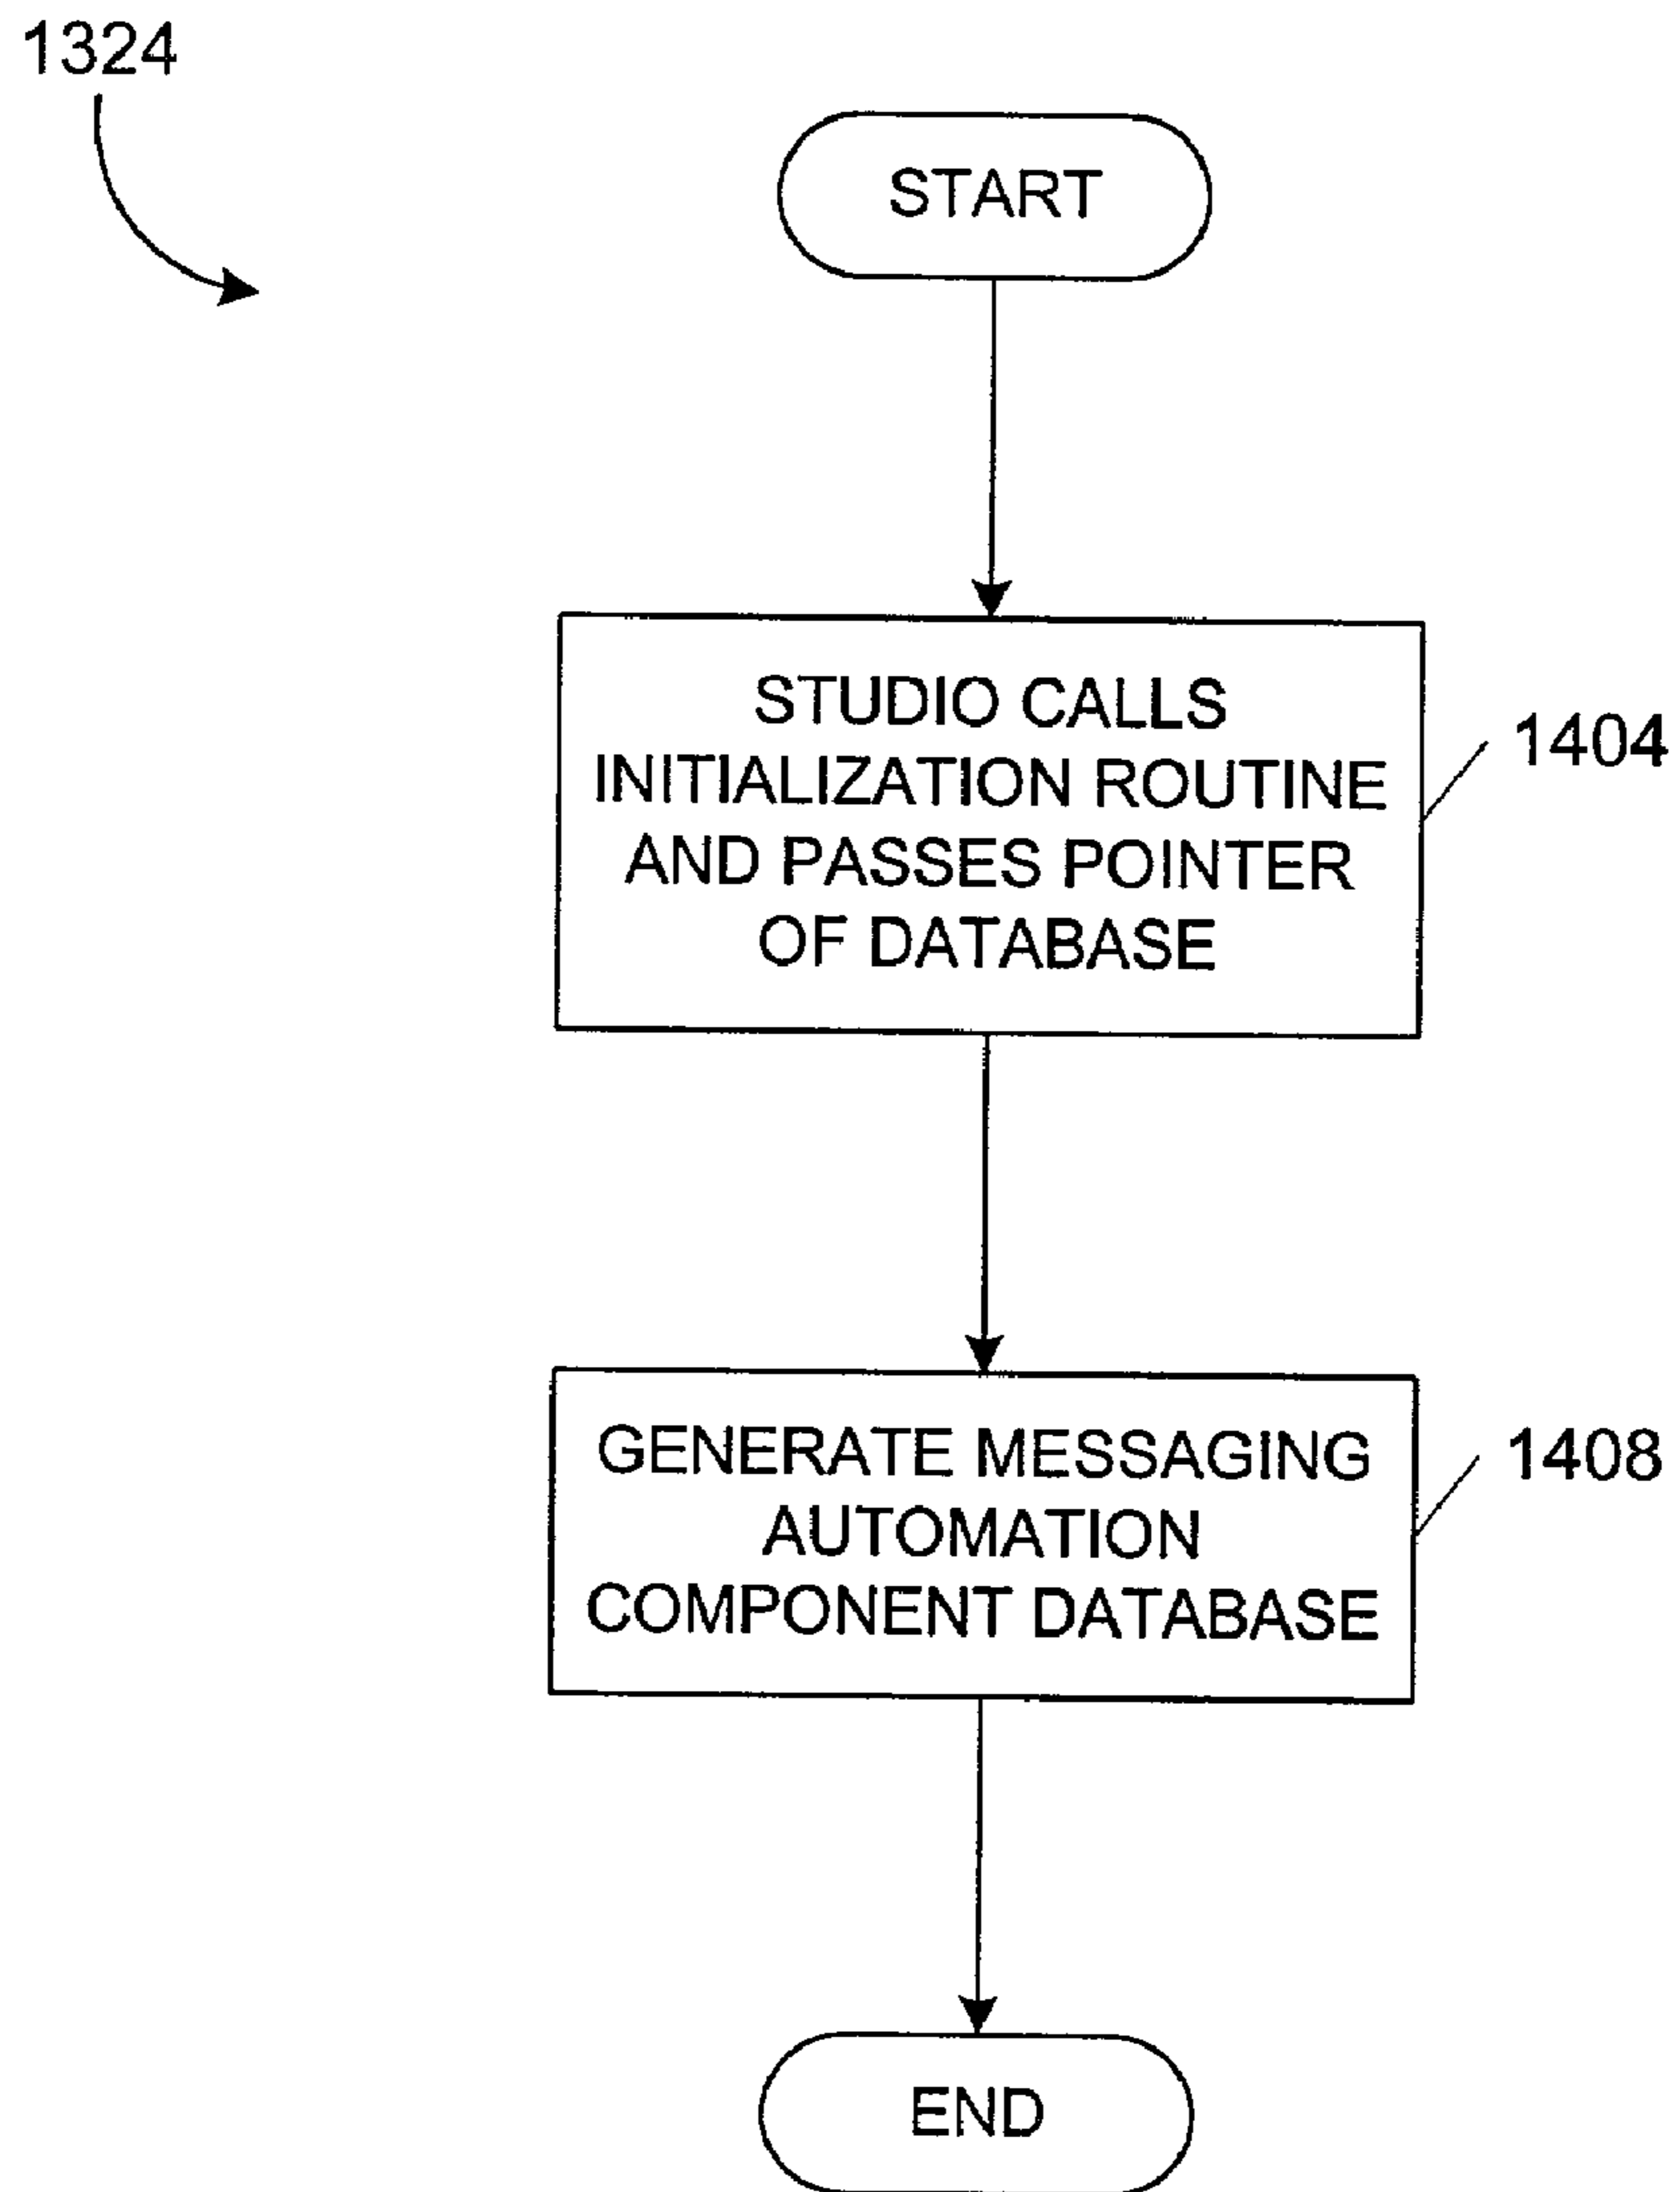 1324
START
STUDIO CALLS
INITIALIZATION ROUTINE
AND PASSES POINTER
OF DATABASE
1404
GENERATE MESSAGING
AUTOMATION
COMPONENT DATABASE
1408
END